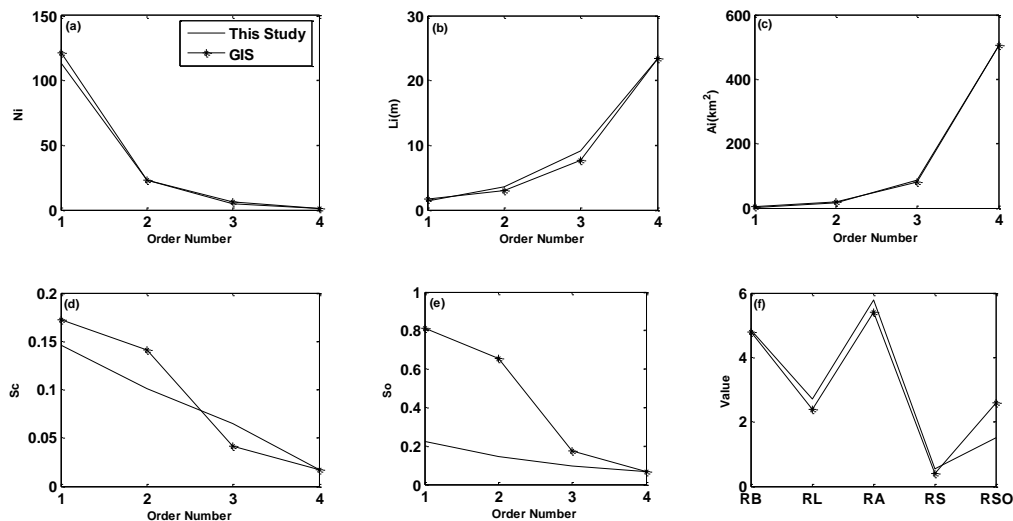 (a)
150
100
50
0
Ni
1 2 3 4
Order Number
This Study
GIS
(b)
30
20
10
0
Li(m)
1 2 3 4
Order Number
(c)
600
400
200
0
Ai(km²)
1 2 3 4
Order Number
(d)
0.2
0.15
0.1
0.05
0
Sc
1 2 3 4
Order Number
(e)
1
0.8
0.6
0.4
0.2
0
So
1 2 3 4
Order Number
(f)
6
4
2
0
Value
RB RL RA RS RSO